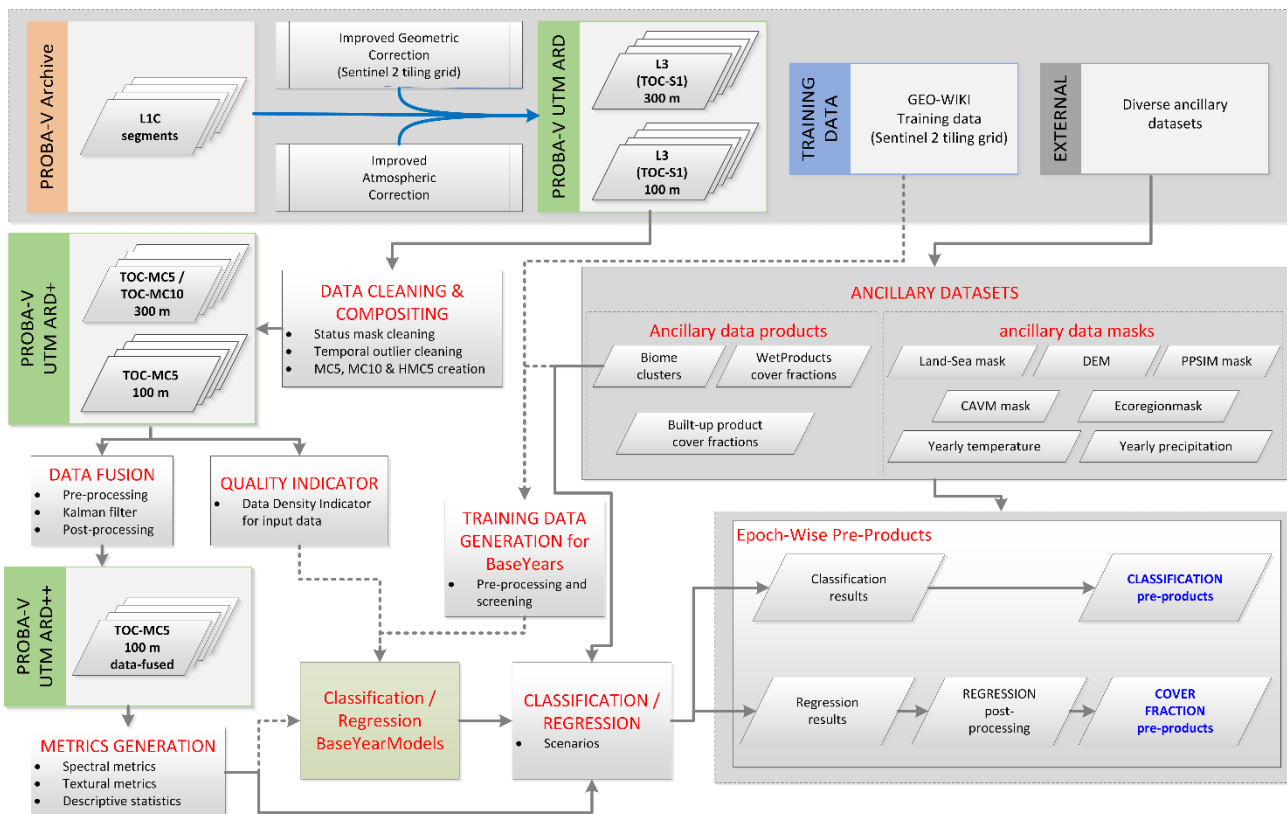 PROBA-V Archive
L1C
segments
Improved Geometric
Correction
(Sentinel 2 tiling grid)
Improved
Atmospheric
Correction
PROBA-V UTM ARD
L3
(TOC-S1)
300 m
L3
(TOC-S1)
100 m
TRAINING
DATA
GEO-WIKI
Training data
(Sentinel 2 tiling grid)
EXTERNAL
Diverse ancillary
datasets
PROBA-V
UTM ARD+
TOC-MC5 /
TOC-MC10
300 m
TOC-MC5
100 m
DATA CLEANING &
COMPOSITING
• Status mask cleaning
• Temporal outlier cleaning
• MC5, MC10 & HMC5 creation
ANCILLARY DATASETS
Ancillary data products
Biome
clusters
WetProducts
cover fractions
Built-up product
cover fractions
ancillary data masks
Land-Sea mask
DEM
PPSIM mask
CAVM mask
Ecoregionmask
Yearly temperature
Yearly precipitation
DATA FUSION
• Pre-processing
• Kalman filter
• Post-processing
QUALITY INDICATOR
• Data Density Indicator
for input data
TRAINING DATA
GENERATION for
BaseYears
• Pre-processing and
screening
Epoch-Wise Pre-Products
Classification
results
CLASSIFICATION
pre-products
Regression
results
REGRESSION
post-
processing
COVER
FRACTION
pre-products
PROBA-V
UTM ARD++
TOC-MC5
100 m
data-fused
Classification /
Regression
BaseYearModels
CLASSIFICATION /
REGRESSION
• Scenarios
METRICS GENERATION
• Spectral metrics
• Textural metrics
• Descriptive statistics